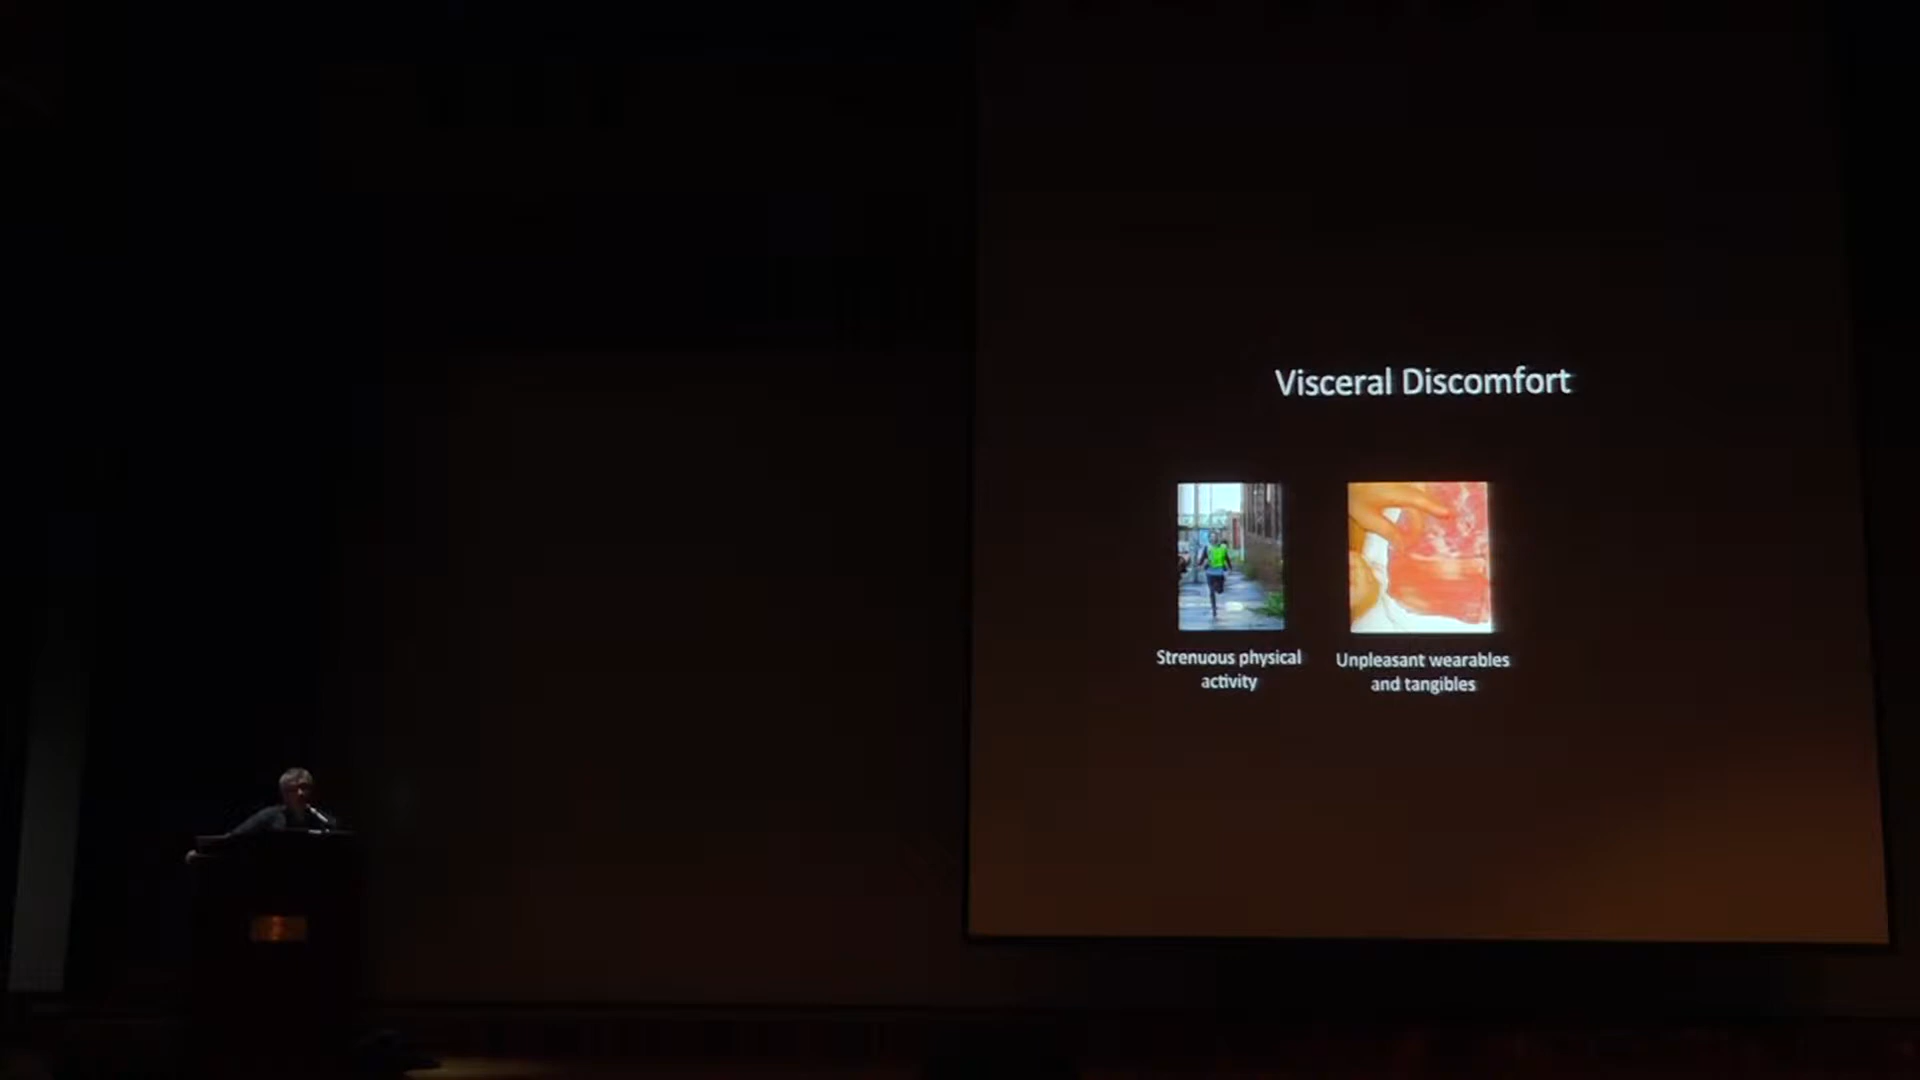 Visceral Discomfort
Strenuous physical
activity
Unpleasant wearables
and tangibles